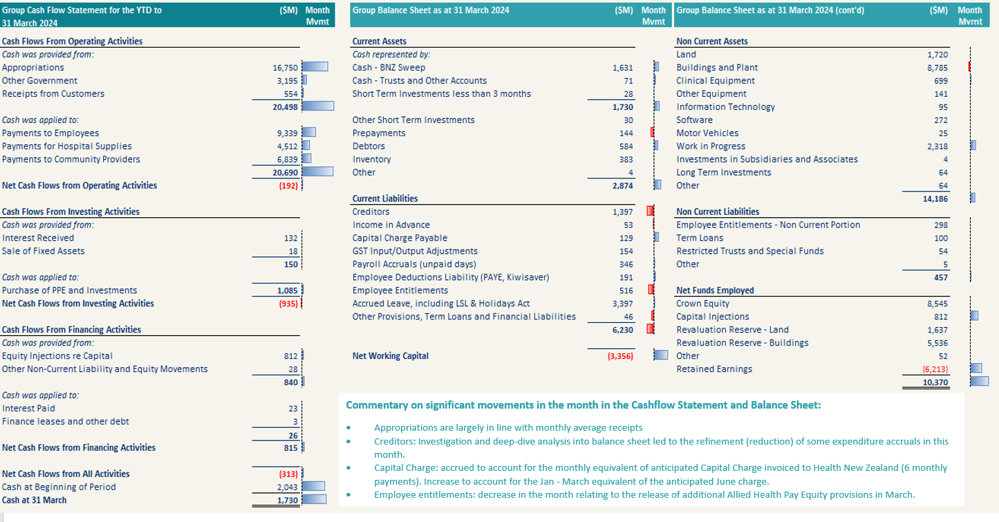 Group Cash Flow Statement for the YTD to ($M) Month
31 March 2024 Mvmt
Cash Flows From Operating Activities
Cash was provided from:
Appropriations 16,750
Other Government 3,195
Receipts from Customers 554
20,498
Cash was applied to:
Payments to Employees 9,339
Payments for Hospital Supplies 4,512
Payments to Community Providers 6,839
20,690
Net Cash Flows from Operating Activities (192)
Cash Flows From Investing Activities
Cash was provided from:
Interest Received 132
Sale of Fixed Assets 18
150
Cash was applied to:
Purchase of PPE and Investments 1,085
Net Cash Flows from Investing Activities (935)
Cash Flows From Financing Activities
Cash was provided from:
Equity Injections re Capital 812
Other Non-Current Liability and Equity Movements 28
840
Cash was applied to:
Interest Paid 23
Finance leases and other debt 3
26
Net Cash Flows from Financing Activities 815
Net Cash Flows from All Activities (313)
Cash at Beginning of Period 2,043
Cash at 31 March 1,730
Group Balance Sheet as at 31 March 2024 ($M) Month
Mvmt
Current Assets
Cash represented by:
Cash - BNZ Sweep 1,631
Cash - Trusts and Other Accounts 71
Short Term Investments less than 3 months 28
1,730
Other Short Term Investments 30
Prepayments 144
Debtors 584
Inventory 383
Other 4
2,874
Current Liabilities
Creditors 1,397
Income in Advance 53
Capital Charge Payable 129
GST Input/Output Adjustments 154
Payroll Accruals (unpaid days) 346
Employee Deductions Liability (PAYE, Kiwisaver) 191
Employee Entitlements 516
Accrued Leave, including LSL & Holidays Act 3,397
Other Provisions, Term Loans and Financial Liabilities 46
6,230
Net Working Capital (3,356)
Group Balance Sheet as at 31 March 2024 (cont'd) ($M) Month
Mvmt
Non Current Assets
Land 1,720
Buildings and Plant 8,785
Clinical Equipment 699
Other Equipment 141
Information Technology 95
Software 272
Motor Vehicles 25
Work in Progress 2,318
Investments in Subsidiaries and Associates 4
Long Term Investments 64
Other 64
14,186
Non Current Liabilities
Employee Entitlements - Non Current Portion 298
Term Loans 100
Restricted Trusts and Special Funds 54
Other 5
457
Net Funds Employed
Crown Equity 8,545
Capital Injections 812
Revaluation Reserve - Land 1,637
Revaluation Reserve - Buildings 5,536
Other 52
Retained Earnings (6,213)
10,370
Commentary on significant movements in the month in the Cashflow Statement and Balance Sheet:
• Appropriations are largely in line with monthly average receipts
• Creditors: Investigation and deep-dive analysis into balance sheet led to the refinement (reduction) of some expenditure accruals in this
month.
• Capital Charge: accrued to account for the monthly equivalent of anticipated Capital Charge invoiced to Health New Zealand (6 monthly
payments). Increase to account for the Jan - March equivalent of the anticipated June charge.
• Employee entitlements: decrease in the month relating to the release of additional Allied Health Pay Equity provisions in March.